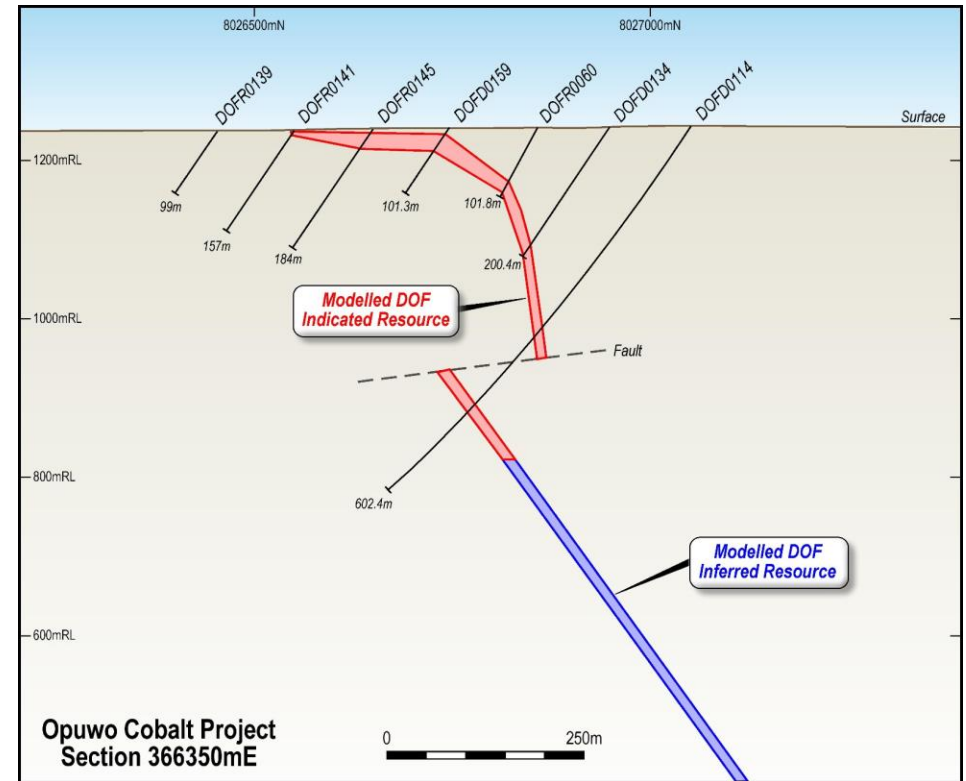 8026500mN
8027000mN
DOFR0139
DOFR0141
DOFR0145
DOFD0159
DOFR0060
DOFD0134
DOFD0114
Surface
1200mRL
99m
157m
184m
101.3m
101.8m
200.4m
Modelled DOF
Indicated Resource
1000mRL
Fault
800mRL
602.4m
Modelled DOF
Inferred Resource
600mRL
Opuwo Cobalt Project
Section 366350mE
0
250m